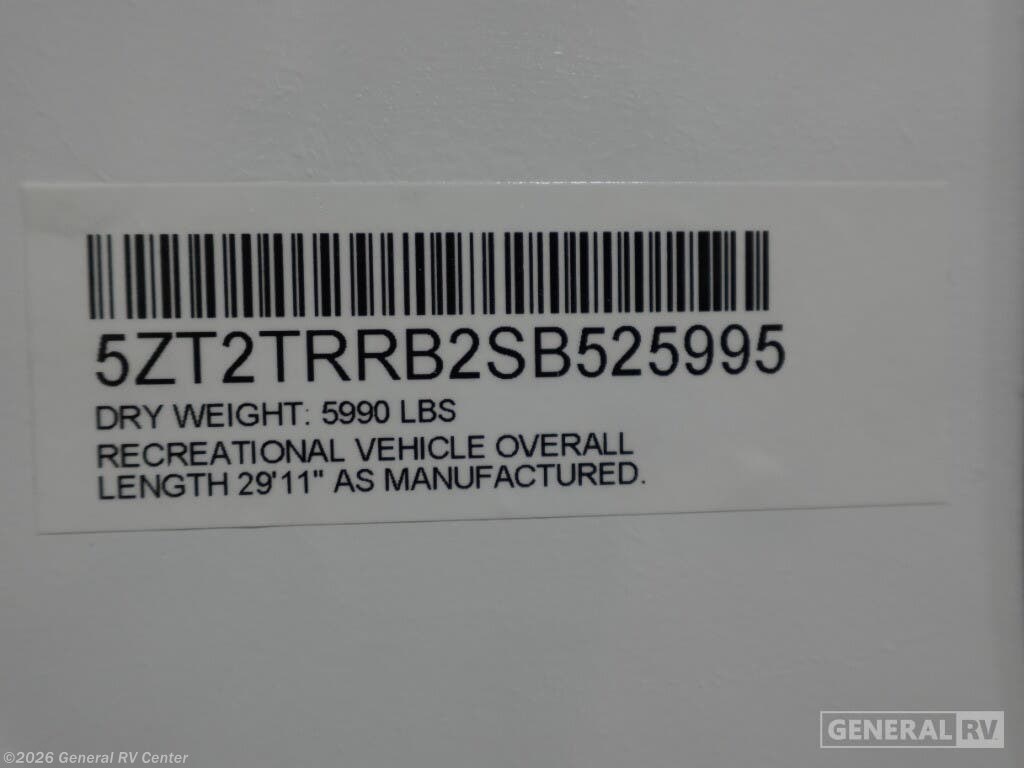 5ZT2TRRB2SB525995
DRY WEIGHT: 5990 LBS
RECREATIONAL VEHICLE OVERALL
LENGTH 29'11" AS MANUFACTURED.
GENERAL RV
©2026 General RV Center